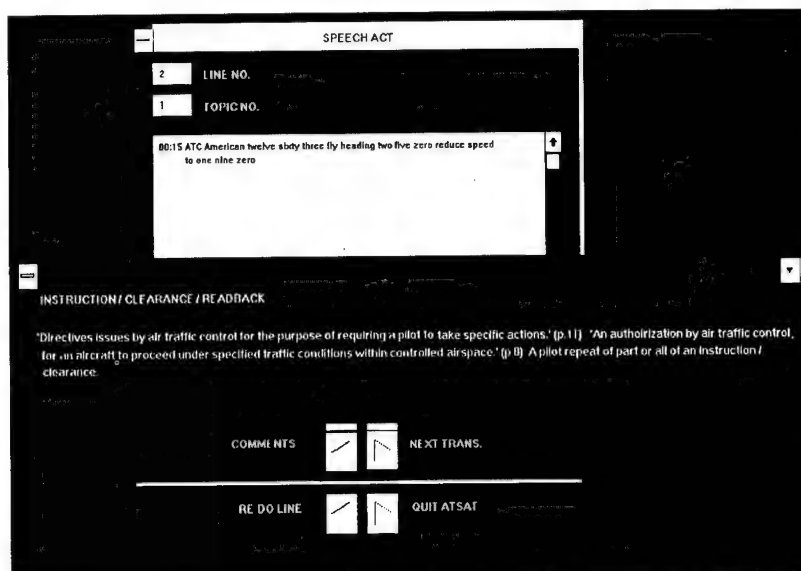 SPEECH ACT
2 LINE NO.
1 TOPIC NO.
00:15 ATC American twelve sixty three fly heading two five zero reduce speed
to one nine zero
INSTRUCTION / CLEARANCE / READBACK
'Directives issues by air traffic control for the purpose of requiring a pilot to take specific actions.' (p.11) 'An authoirization by air traffic control,
for an aircraft to proceed under specified traffic conditions within controlled airspace.' (p.8) A pilot repeat of part or all of an instruction /
clearance.
COMMENTS NEXT TRANS.
RE DO LINE QUIT ATSAT